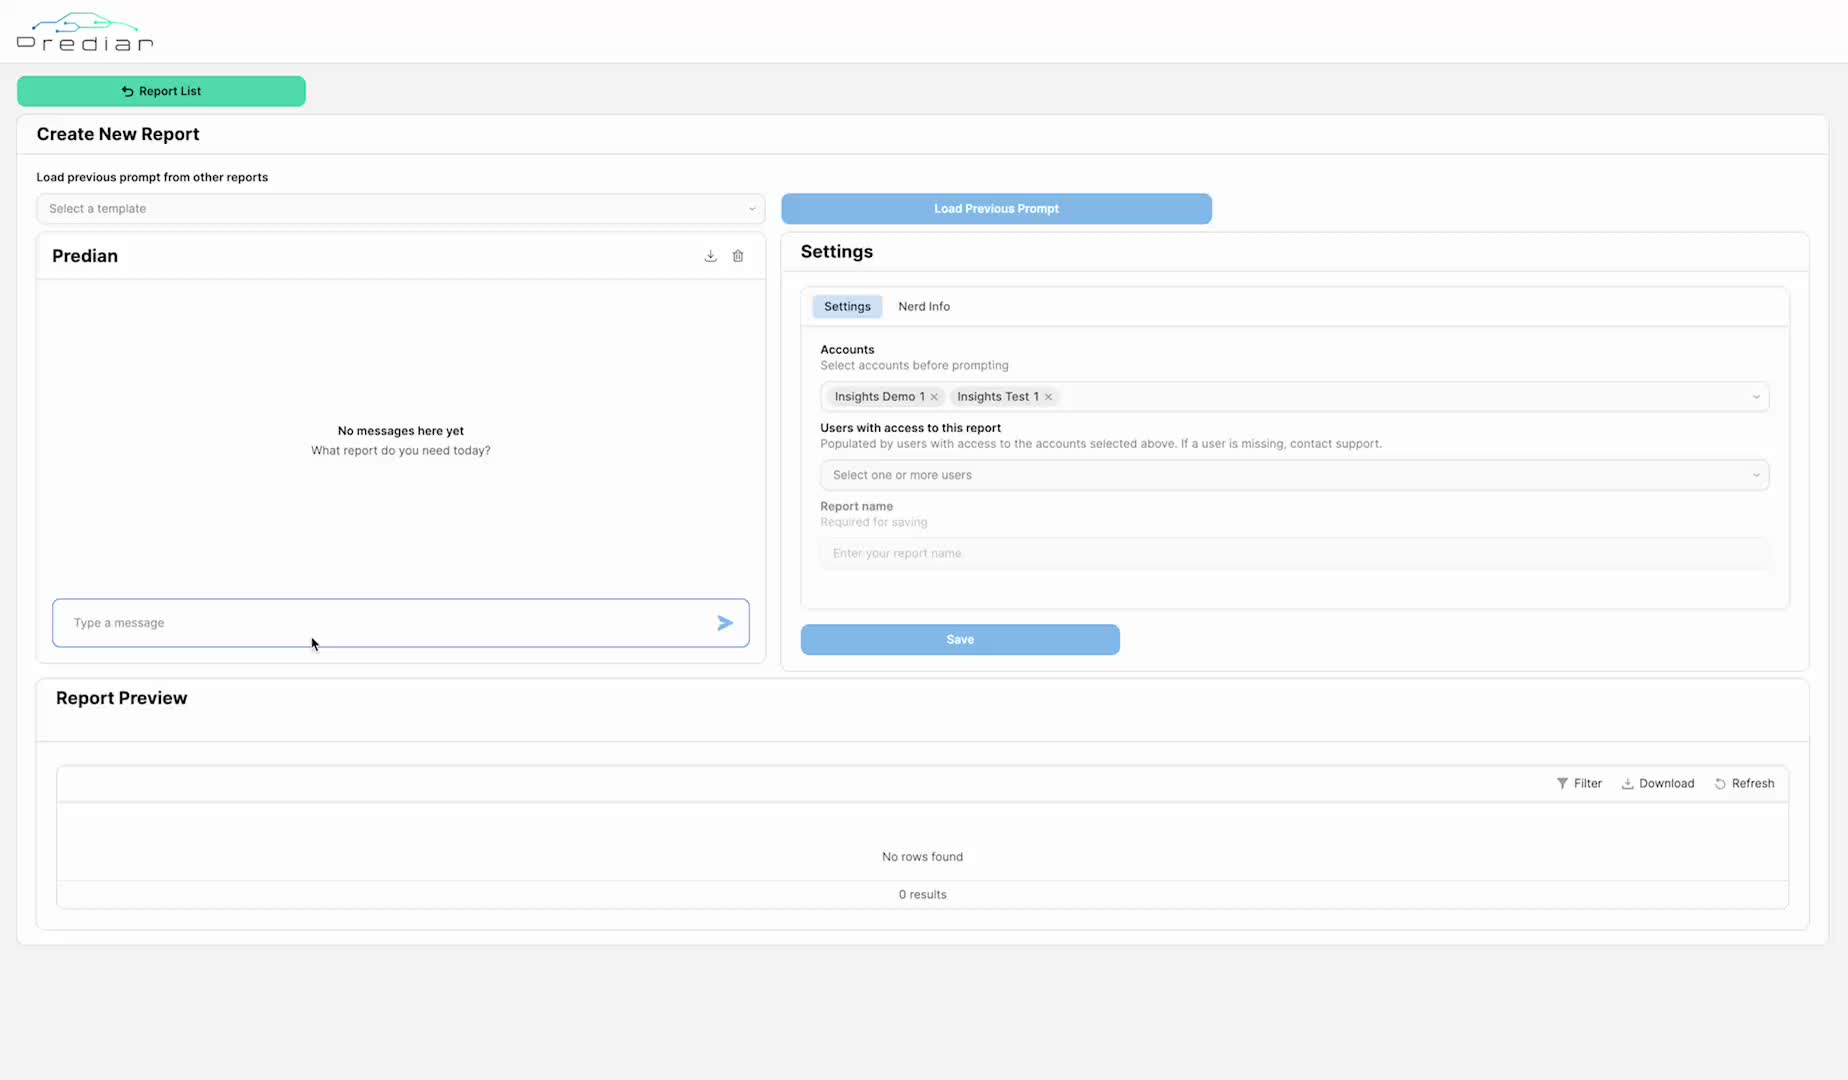 Predian
Report List
Create New Report
Load previous prompt from other reports
Select a template
Load Previous Prompt
Predian
No messages here yet
What report do you need today?
Type a message
Settings
Settings Nerd Info
Accounts
Select accounts before prompting
Insights Demo 1 × Insights Test 1 ×
Users with access to this report
Populated by users with access to the accounts selected above. If a user is missing, contact support.
Select one or more users
Report name
Required for saving
Enter your report name
Save
Report Preview
Filter Download Refresh
No rows found
0 results